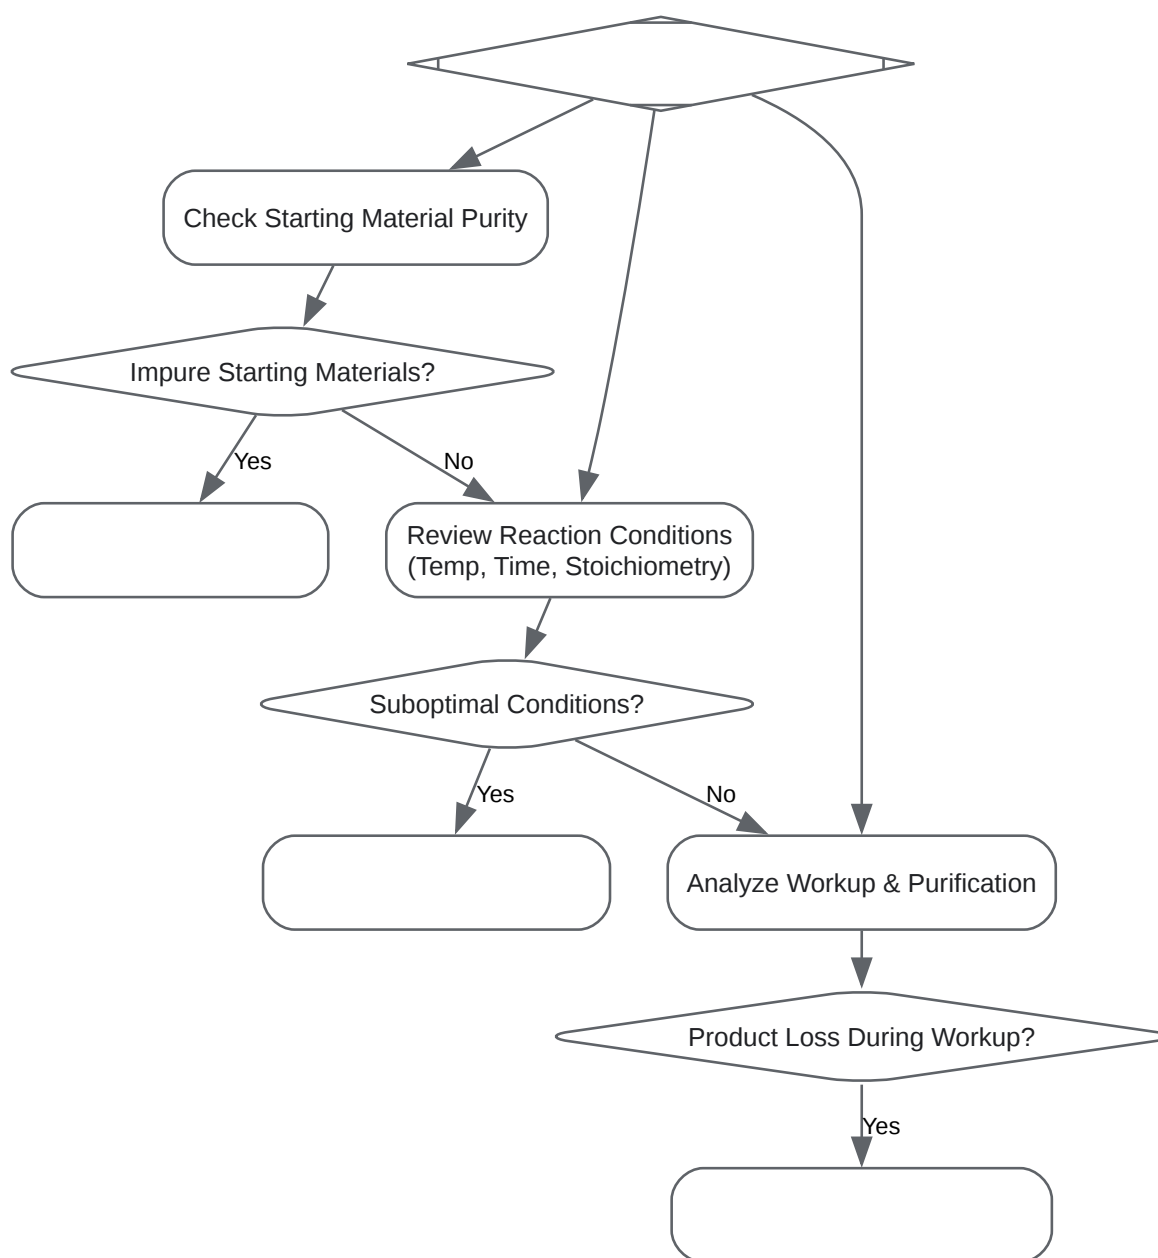 Check Starting Material Purity
Impure Starting Materials?
Yes
No
Review Reaction Conditions
(Temp, Time, Stoichiometry)
Suboptimal Conditions?
Yes
No
Analyze Workup & Purification
Product Loss During Workup?
Yes